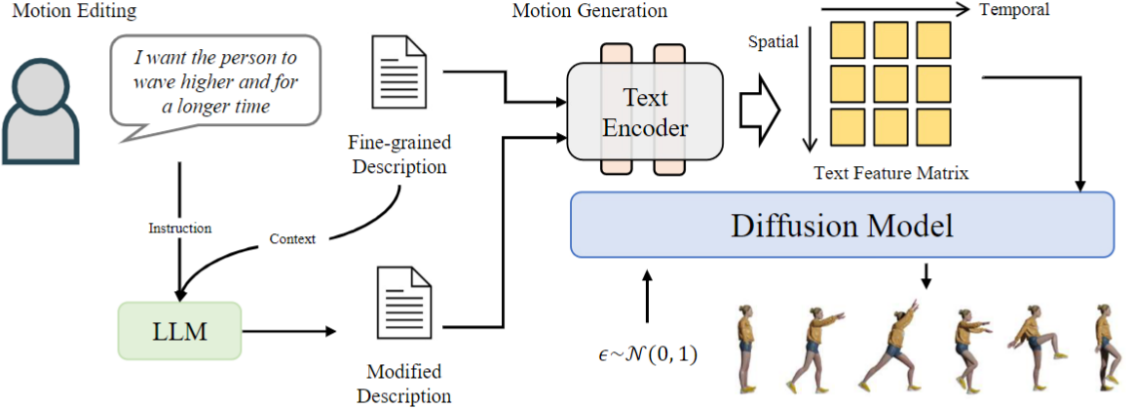 Motion Editing
I want the person to
wave higher and for
a longer time
Fine-grained
Description
Instruction
Context
LLM
Modified
Description
Motion Generation
Text
Encoder
Spatial
Temporal
Text Feature Matrix
Diffusion Model
ϵ~𝒩(0, 1)